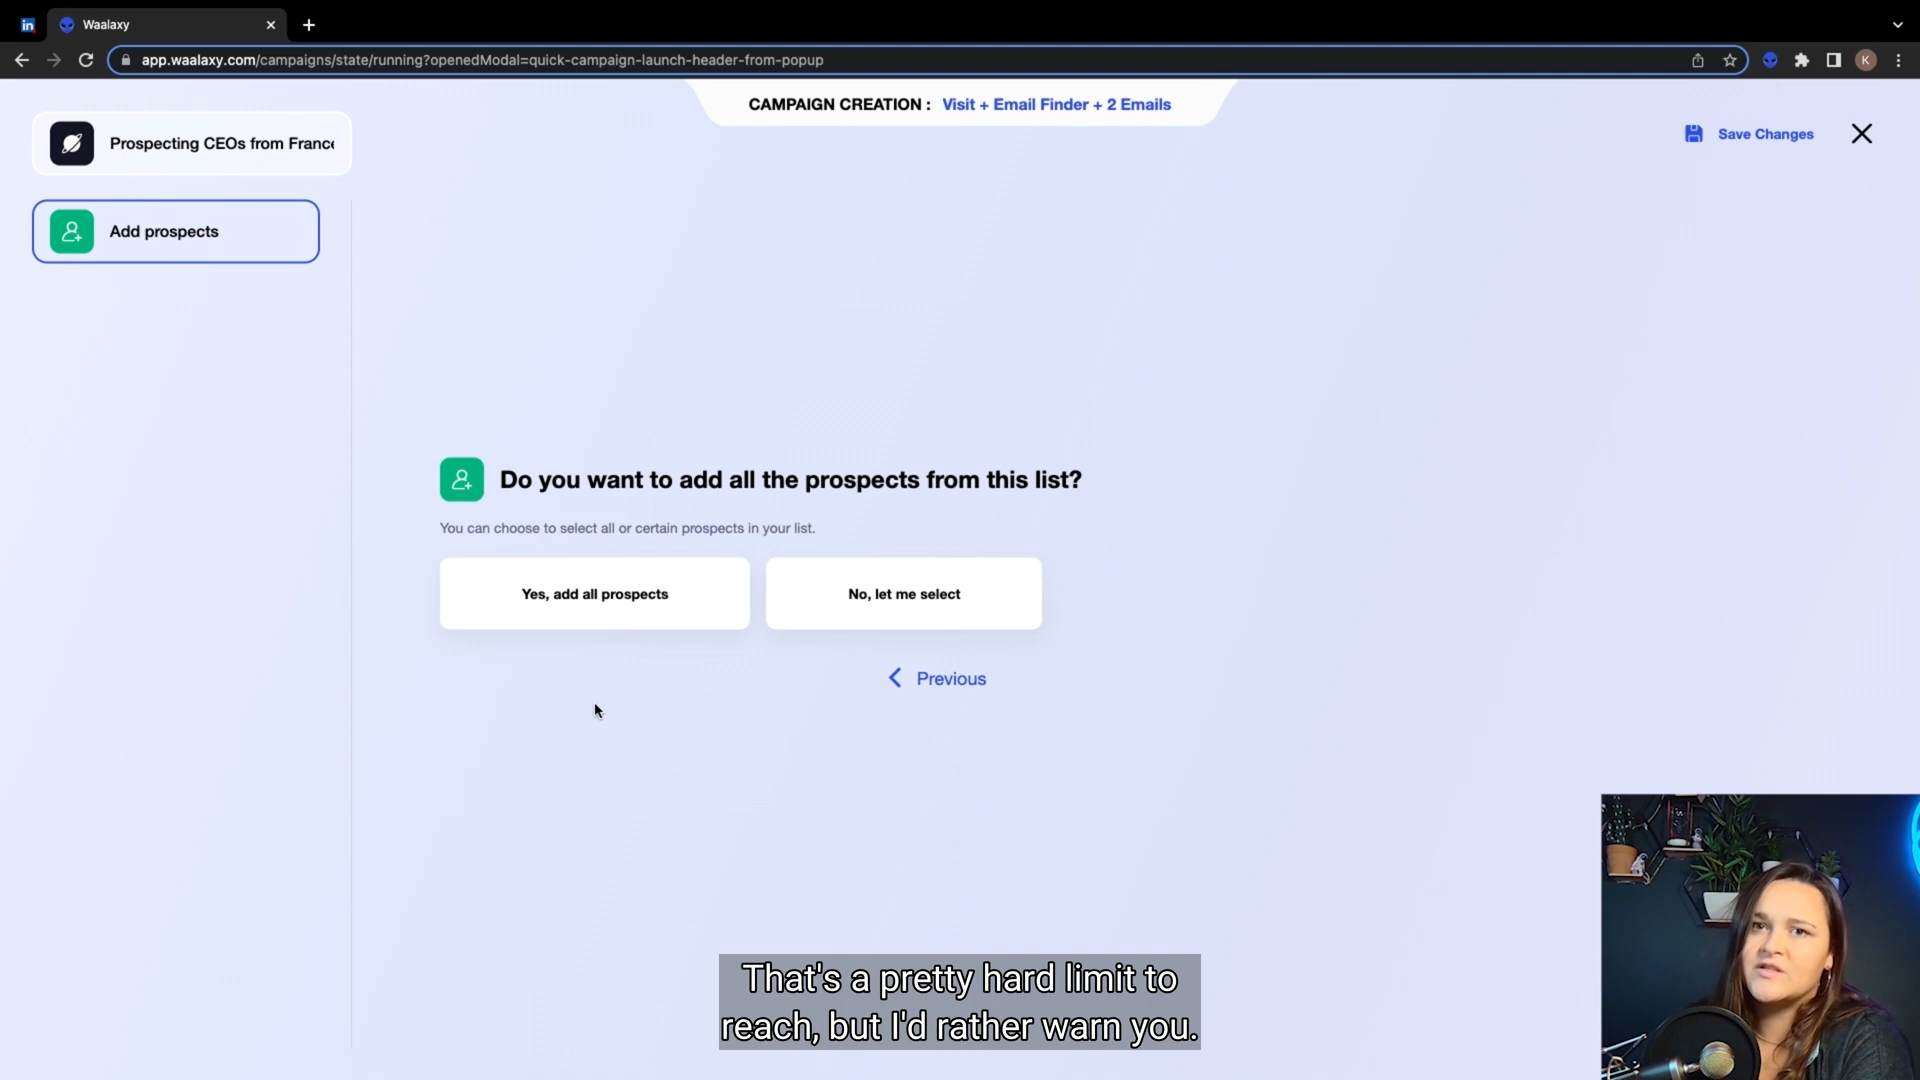 in
Waalaxy
app.waalaxy.com/campaigns/state/running?openedModal=quick-campaign-launch-header-from-popup
K
CAMPAIGN CREATION : Visit + Email Finder + 2 Emails
Save Changes
Prospecting CEOs from France
Add prospects
Do you want to add all the prospects from this list?
You can choose to select all or certain prospects in your list.
Yes, add all prospects
No, let me select
Previous
That's a pretty hard limit to
reach, but I'd rather warn you.